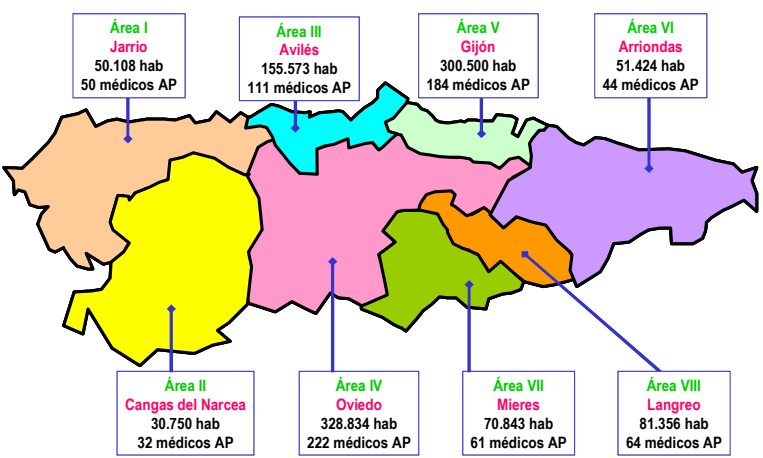 Área I
Jarrio
50.108 hab
50 médicos AP
Área III
Avilés
155.573 hab
111 médicos AP
Área V
Gijón
300.500 hab
184 médicos AP
Área VI
Arriondas
51.424 hab
44 médicos AP
Área II
Cangas del Narcea
30.750 hab
32 médicos AP
Área IV
Oviedo
328.834 hab
222 médicos AP
Área VII
Mieres
70.843 hab
61 médicos AP
Área VIII
Langreo
81.356 hab
64 médicos AP